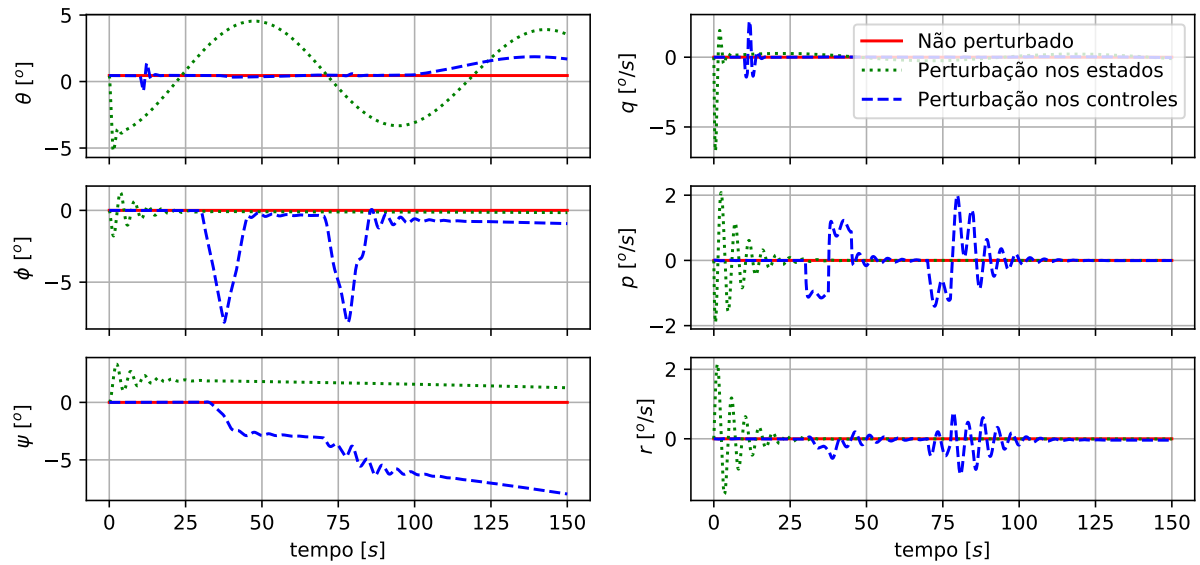 5
0
−5
θ [°]
0
−5
q [°/s]
Não perturbado
Perturbação nos estados
Perturbação nos controles
0
−5
ϕ [°]
2
0
−2
p [°/s]
0
−5
ψ [°]
0 25 50 75 100 125 150
tempo [s]
2
0
r [°/s]
0 25 50 75 100 125 150
tempo [s]